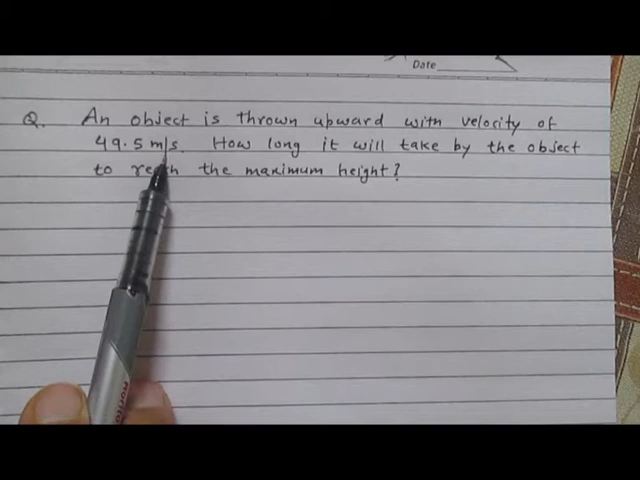 Date
Q. An object is thrown upward with velocity of
49.5 m/s. How long it will take by the object
to reach the maximum height?